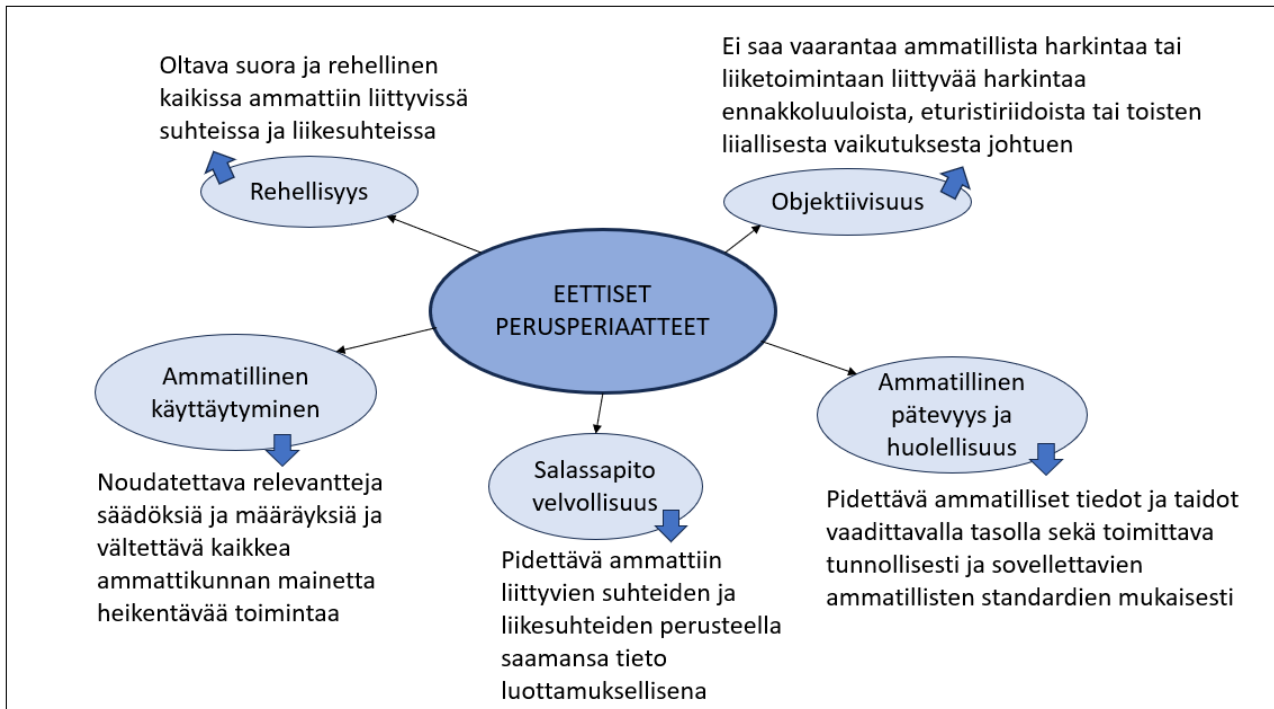 Oltava suora ja rehellinen
kaikissa ammattiin liittyvissä
suhteissa ja liikesuhteissa
Rehellisyys
Ei saa vaarantaa ammatillista harkintaa tai
liiketoimintaan liittyvää harkintaa
ennakkoluuloista, eturistiriidoista tai toisten
liiallisesta vaikutuksesta johtuen
Objektiivisuus
EETTISET
PERUSPERIAATTEET
Ammatillinen
käyttäytyminen
Noudatettava relevantteja
säädöksiä ja määräyksiä ja
vältettävä kaikkea
ammattikunnan mainetta
heikentävää toimintaa
Salassapito
velvollisuus
Pidettävä ammattiin
liittyvien suhteiden ja
liikesuhteiden perusteella
saamansa tieto
luottamuksellisena
Ammatillinen
pätevyys ja
huolellisuus
Pidettävä ammatilliset tiedot ja taidot
vaadittavalla tasolla sekä toimittava
tunnollisesti ja sovellettavien
ammatillisten standardien mukaisesti